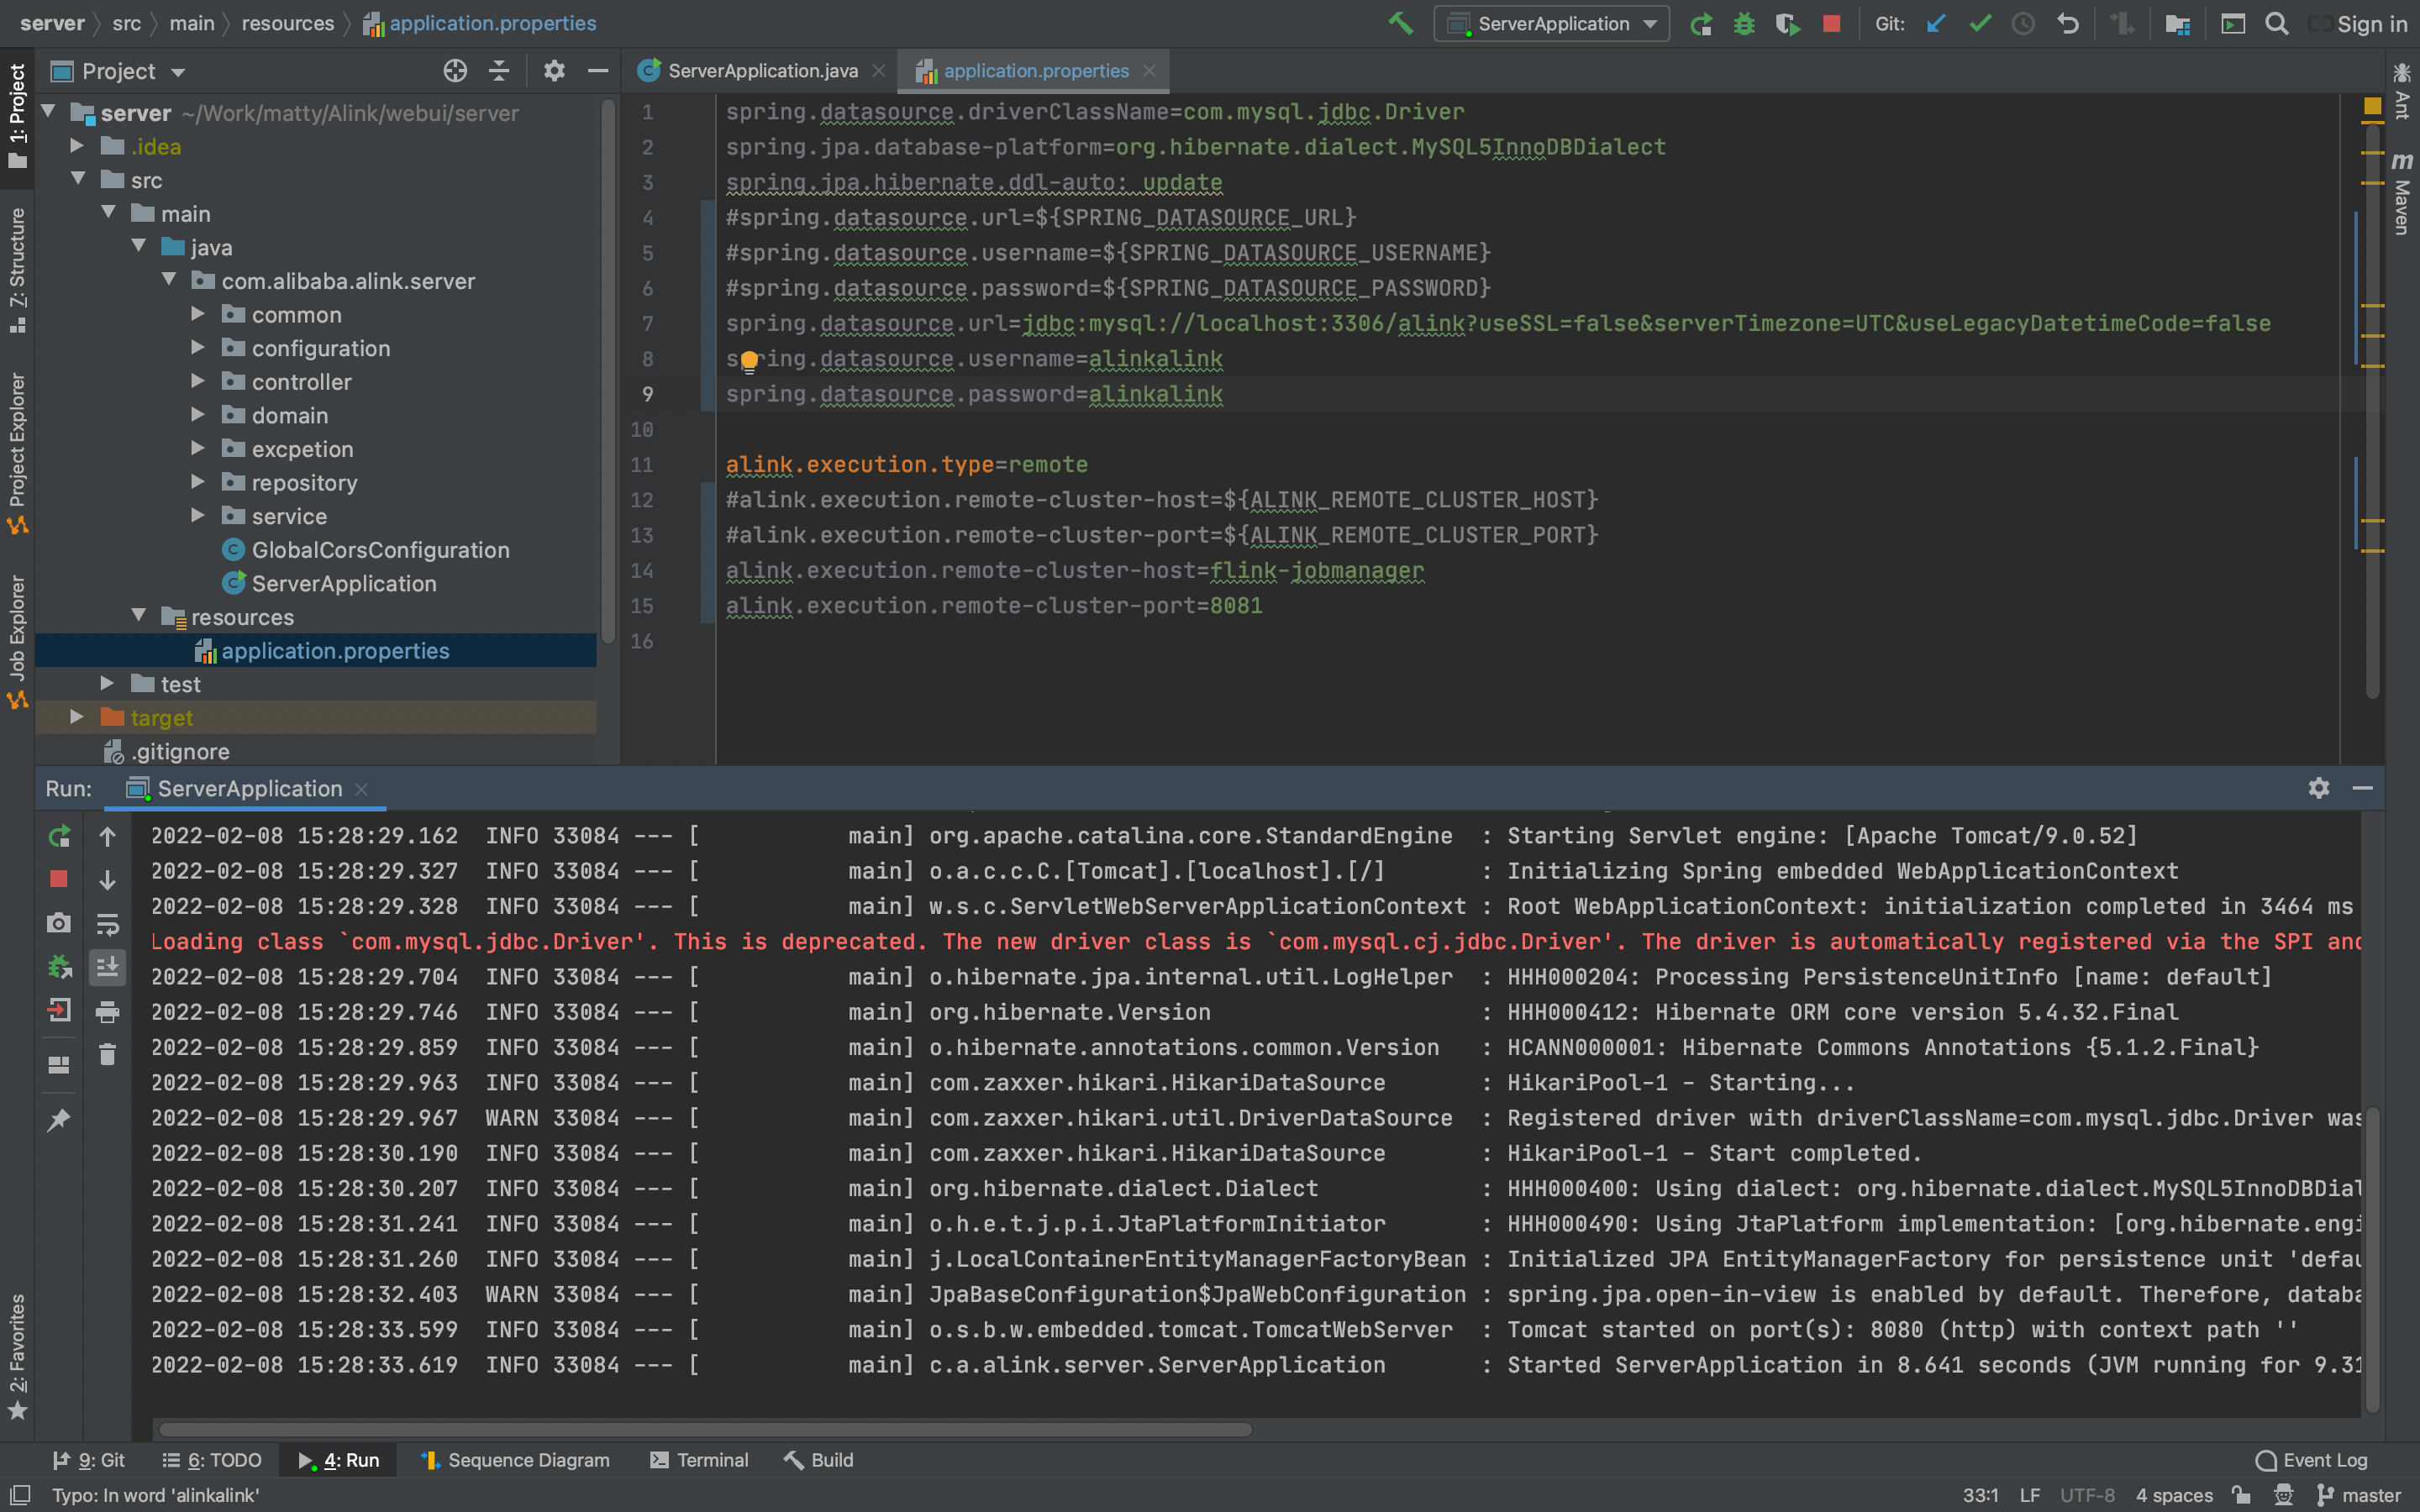 server src main resources application.properties
ServerApplication
Git:
Sign in
1: Project
Z: Structure
Project Explorer
Job Explorer
2: Favorites
Project
server ~/Work/matty/Alink/webui/server
.idea
src
main
java
com.alibaba.alink.server
common
configuration
controller
domain
excpetion
repository
service
GlobalCorsConfiguration
ServerApplication
resources
application.properties
test
target
.gitignore
ServerApplication.java
application.properties
1 spring.datasource.driverClassName=com.mysql.jdbc.Driver
2 spring.jpa.database-platform=org.hibernate.dialect.MySQL5InnoDBDialect
3 spring.jpa.hibernate.ddl-auto: update
4 #spring.datasource.url=${SPRING_DATASOURCE_URL}
5 #spring.datasource.username=${SPRING_DATASOURCE_USERNAME}
6 #spring.datasource.password=${SPRING_DATASOURCE_PASSWORD}
7 spring.datasource.url=jdbc:mysql://localhost:3306/alink?useSSL=false&serverTimezone=UTC&useLegacyDatetimeCode=false
8 spring.datasource.username=alinkalink
9 spring.datasource.password=alinkalink
10
11 alink.execution.type=remote
12 #alink.execution.remote-cluster-host=${ALINK_REMOTE_CLUSTER_HOST}
13 #alink.execution.remote-cluster-port=${ALINK_REMOTE_CLUSTER_PORT}
14 alink.execution.remote-cluster-host=flink-jobmanager
15 alink.execution.remote-cluster-port=8081
16
Ant
m Maven
Run: ServerApplication
2022-02-08 15:28:29.162 INFO 33084 --- [ main] org.apache.catalina.core.StandardEngine : Starting Servlet engine: [Apache Tomcat/9.0.52]
2022-02-08 15:28:29.327 INFO 33084 --- [ main] o.a.c.c.C.[Tomcat].[localhost].[/] : Initializing Spring embedded WebApplicationContext
2022-02-08 15:28:29.328 INFO 33084 --- [ main] w.s.c.ServletWebServerApplicationContext : Root WebApplicationContext: initialization completed in 3464 ms
Loading class `com.mysql.jdbc.Driver'. This is deprecated. The new driver class is `com.mysql.cj.jdbc.Driver'. The driver is automatically registered via the SPI and
2022-02-08 15:28:29.704 INFO 33084 --- [ main] o.hibernate.jpa.internal.util.LogHelper : HHH000204: Processing PersistenceUnitInfo [name: default]
2022-02-08 15:28:29.746 INFO 33084 --- [ main] org.hibernate.Version : HHH000412: Hibernate ORM core version 5.4.32.Final
2022-02-08 15:28:29.859 INFO 33084 --- [ main] o.hibernate.annotations.common.Version : HCANN000001: Hibernate Commons Annotations {5.1.2.Final}
2022-02-08 15:28:29.963 INFO 33084 --- [ main] com.zaxxer.hikari.HikariDataSource : HikariPool-1 - Starting...
2022-02-08 15:28:29.967 WARN 33084 --- [ main] com.zaxxer.hikari.util.DriverDataSource : Registered driver with driverClassName=com.mysql.jdbc.Driver was
2022-02-08 15:28:30.190 INFO 33084 --- [ main] com.zaxxer.hikari.HikariDataSource : HikariPool-1 - Start completed.
2022-02-08 15:28:30.207 INFO 33084 --- [ main] org.hibernate.dialect.Dialect : HHH000400: Using dialect: org.hibernate.dialect.MySQL5InnoDBDial
2022-02-08 15:28:31.241 INFO 33084 --- [ main] o.h.e.t.j.p.i.JtaPlatformInitiator : HHH000490: Using JtaPlatform implementation: [org.hibernate.engi
2022-02-08 15:28:31.260 INFO 33084 --- [ main] j.LocalContainerEntityManagerFactoryBean : Initialized JPA EntityManagerFactory for persistence unit 'defau
2022-02-08 15:28:32.403 WARN 33084 --- [ main] JpaBaseConfiguration$JpaWebConfiguration : spring.jpa.open-in-view is enabled by default. Therefore, databa
2022-02-08 15:28:33.599 INFO 33084 --- [ main] o.s.b.w.embedded.tomcat.TomcatWebServer : Tomcat started on port(s): 8080 (http) with context path ''
2022-02-08 15:28:33.619 INFO 33084 --- [ main] c.a.alink.server.ServerApplication : Started ServerApplication in 8.641 seconds (JVM running for 9.31
9: Git 6: TODO 4: Run Sequence Diagram Terminal Build Event Log
Typo: In word 'alinkalink' 33:1 LF UTF-8 4 spaces master